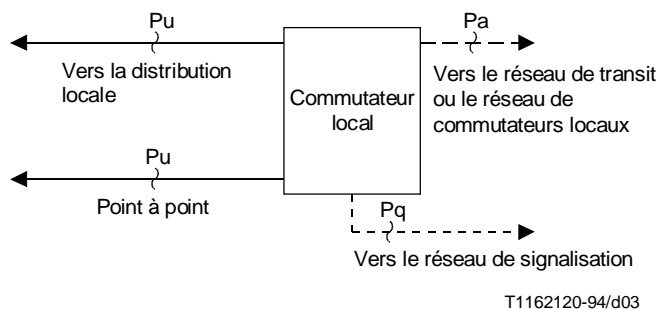 Pu
Pa
Vers la distribution
locale
Commutateur
local
Vers le réseau de transit
ou le réseau de
commutateurs locaux
Pu
Point à point
Pq
Vers le réseau de signalisation
T1162120-94/d03